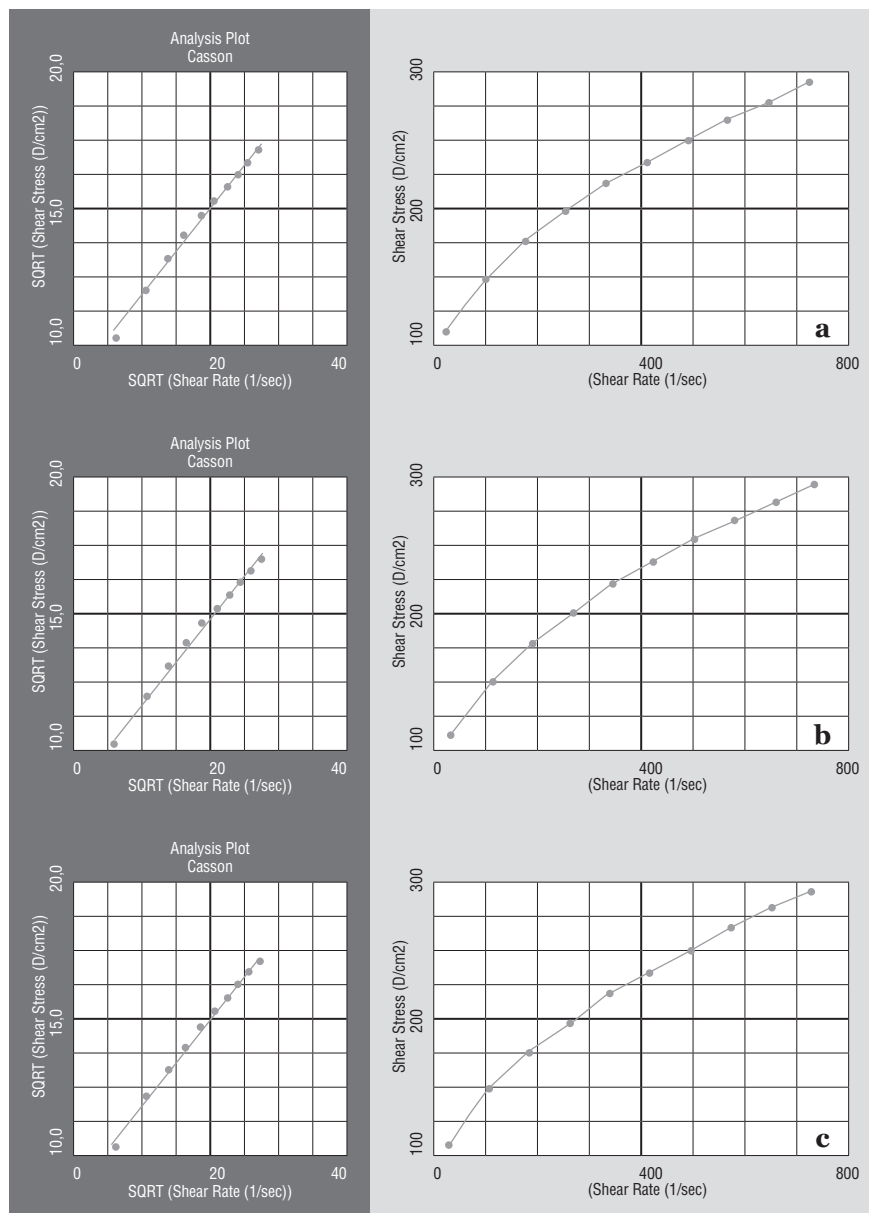 Analysis Plot
Casson
20,0
15,0
10,0
SQRT (Shear Stress (D/cm2))
0 20 40
SQRT (Shear Rate (1/sec))
300
200
100
Shear Stress (D/cm2)
a
0 400 800
(Shear Rate (1/sec)
Analysis Plot
Casson
20,0
15,0
10,0
SQRT (Shear Stress (D/cm2))
0 20 40
SQRT (Shear Rate (1/sec))
300
200
100
Shear Stress (D/cm2)
b
0 400 800
(Shear Rate (1/sec)
Analysis Plot
Casson
20,0
15,0
10,0
SQRT (Shear Stress (D/cm2))
0 20 40
SQRT (Shear Rate (1/sec))
300
200
100
Shear Stress (D/cm2)
c
0 400 800
(Shear Rate (1/sec)